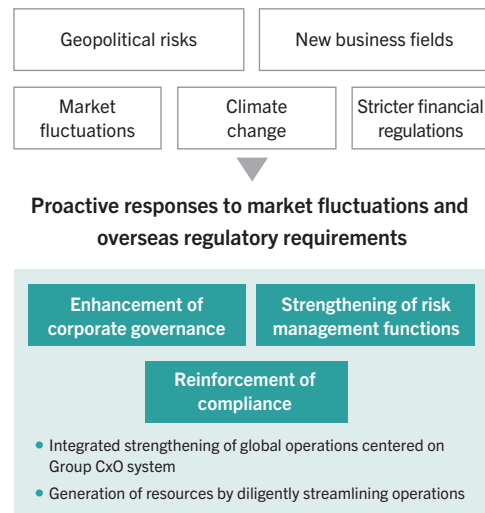 Geopolitical risks
New business fields
Market
fluctuations
Climate
change
Stricter financial
regulations
Proactive responses to market fluctuations and
overseas regulatory requirements
Enhancement of
corporate governance
Strengthening of risk
management functions
Reinforcement of
compliance
• Integrated strengthening of global operations centered on
Group CxO system
• Generation of resources by diligently streamlining operations